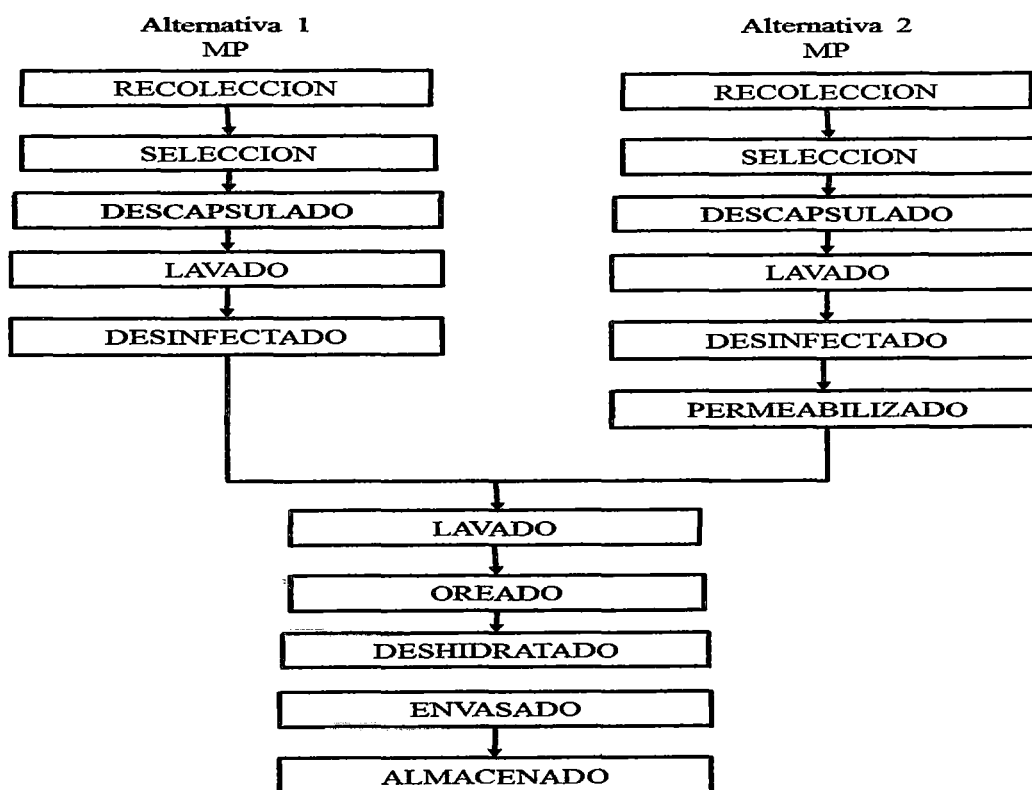 Alternativa 1
MP
RECOLECCION
SELECCION
DESCAPSULADO
LAVADO
DESINFECTADO
Alternativa 2
MP
RECOLECCION
SELECCION
DESCAPSULADO
LAVADO
DESINFECTADO
PERMEABILIZADO
LAVADO
OREADO
DESHIDRATADO
ENVASADO
ALMACENADO